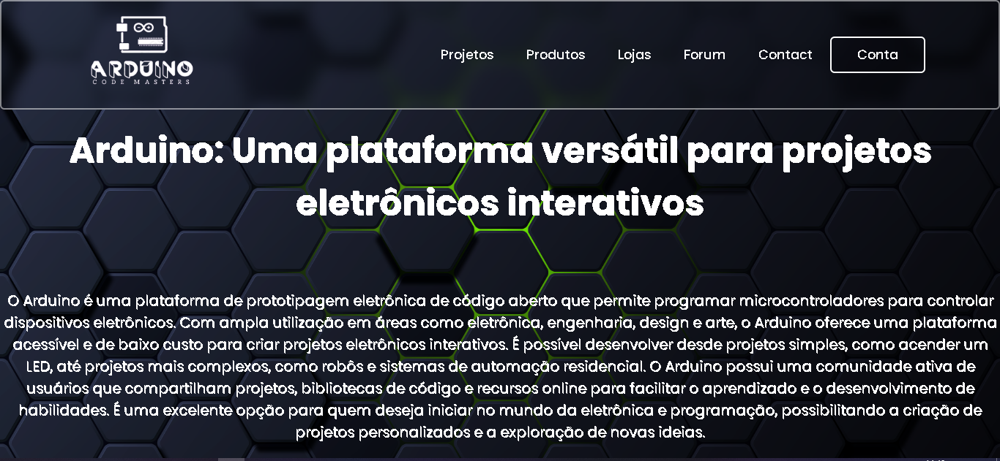 ARDUINO
CODE MASTERS
Projetos
Produtos
Lojas
Forum
Contact
Conta
Arduino: Uma plataforma versátil para projetos
eletrônicos interativos
O Arduino é uma plataforma de prototipagem eletrônica de código aberto que permite programar microcontroladores para controlar
dispositivos eletrônicos. Com ampla utilização em áreas como eletrônica, engenharia, design e arte, o Arduino oferece uma plataforma
acessível e de baixo custo para criar projetos eletrônicos interativos. É possível desenvolver desde projetos simples, como acender um
LED, até projetos mais complexos, como robôs e sistemas de automação residencial. O Arduino possui uma comunidade ativa de
usuários que compartilham projetos, bibliotecas de código e recursos online para facilitar o aprendizado e o desenvolvimento de
habilidades. É uma excelente opção para quem deseja iniciar no mundo da eletrônica e programação, possibilitando a criação de
projetos personalizados e a exploração de novas ideias.